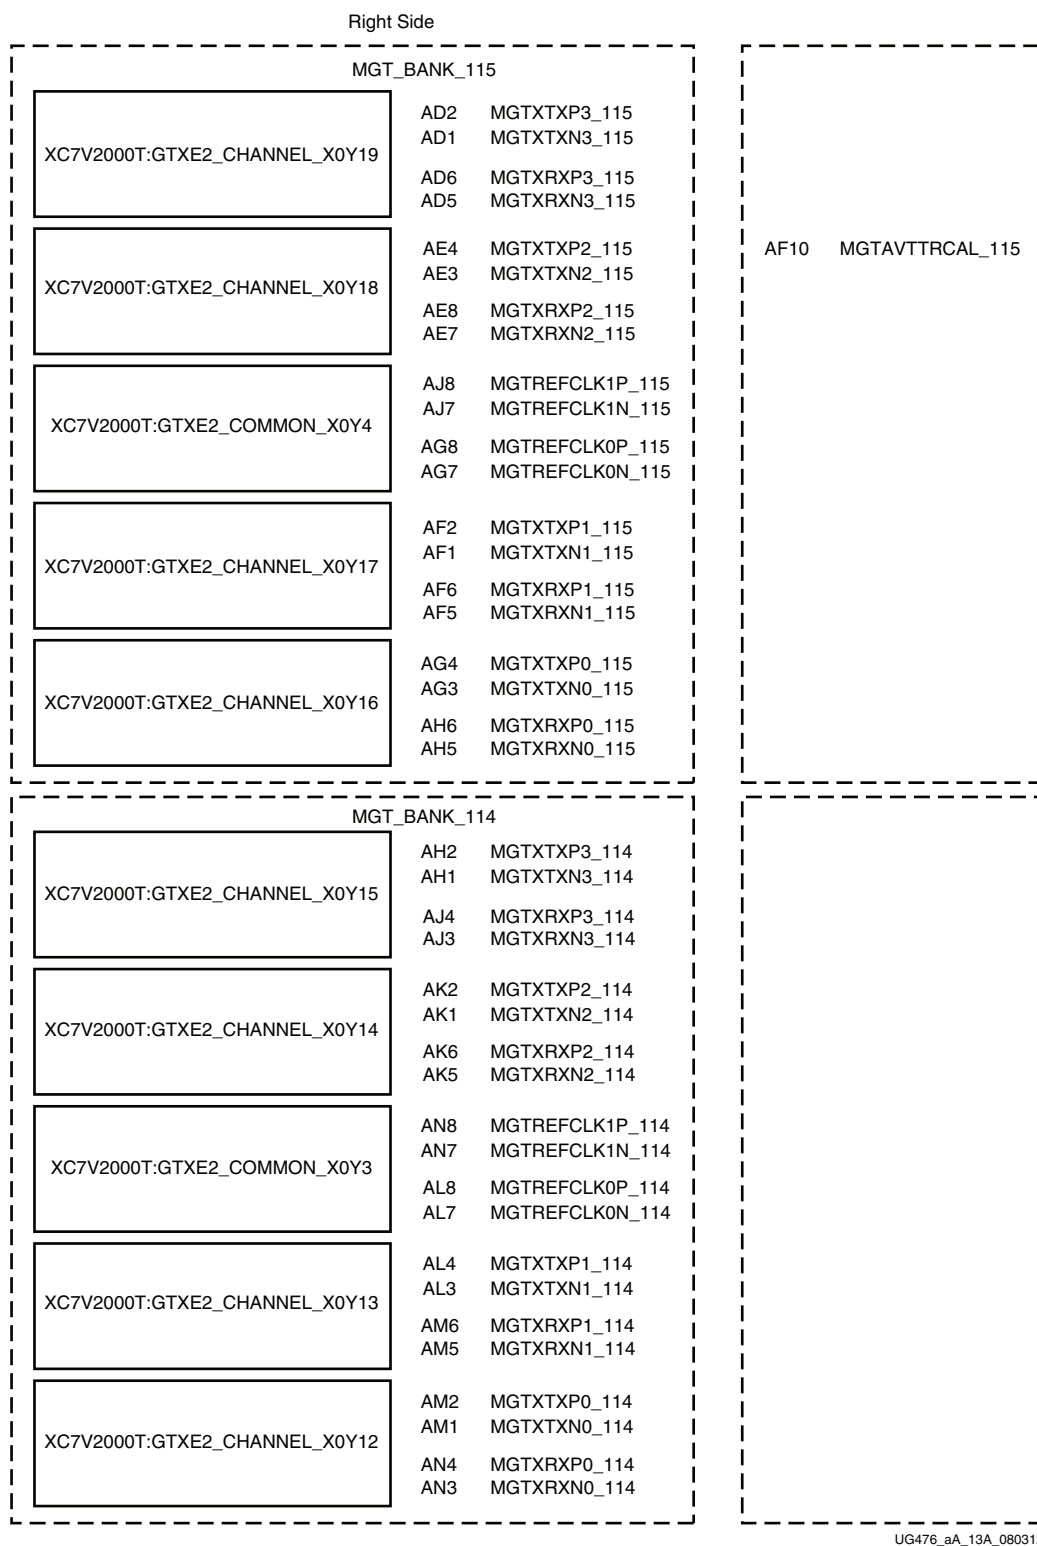 Right Side
MGT_BANK_115
XC7V2000T:GTXE2_CHANNEL_X0Y19
AD2 MGTXTXP3_115
AD1 MGTXTXN3_115
AD6 MGTXRXP3_115
AD5 MGTXRXN3_115
XC7V2000T:GTXE2_CHANNEL_X0Y18
AE4 MGTXTXP2_115
AE3 MGTXTXN2_115
AE8 MGTXRXP2_115
AE7 MGTXRXN2_115
XC7V2000T:GTXE2_COMMON_X0Y4
AJ8 MGTREFCLK1P_115
AJ7 MGTREFCLK1N_115
AG8 MGTREFCLK0P_115
AG7 MGTREFCLK0N_115
XC7V2000T:GTXE2_CHANNEL_X0Y17
AF2 MGTXTXP1_115
AF1 MGTXTXN1_115
AF6 MGTXRXP1_115
AF5 MGTXRXN1_115
XC7V2000T:GTXE2_CHANNEL_X0Y16
AG4 MGTXTXP0_115
AG3 MGTXTXN0_115
AH6 MGTXRXP0_115
AH5 MGTXRXN0_115
AF10 MGTAVTTRCAL_115
MGT_BANK_114
XC7V2000T:GTXE2_CHANNEL_X0Y15
AH2 MGTXTXP3_114
AH1 MGTXTXN3_114
AJ4 MGTXRXP3_114
AJ3 MGTXRXN3_114
XC7V2000T:GTXE2_CHANNEL_X0Y14
AK2 MGTXTXP2_114
AK1 MGTXTXN2_114
AK6 MGTXRXP2_114
AK5 MGTXRXN2_114
XC7V2000T:GTXE2_COMMON_X0Y3
AN8 MGTREFCLK1P_114
AN7 MGTREFCLK1N_114
AL8 MGTREFCLK0P_114
AL7 MGTREFCLK0N_114
XC7V2000T:GTXE2_CHANNEL_X0Y13
AL4 MGTXTXP1_114
AL3 MGTXTXN1_114
AM6 MGTXRXP1_114
AM5 MGTXRXN1_114
XC7V2000T:GTXE2_CHANNEL_X0Y12
AM2 MGTXTXP0_114
AM1 MGTXTXN0_114
AN4 MGTXRXP0_114
AN3 MGTXRXN0_114